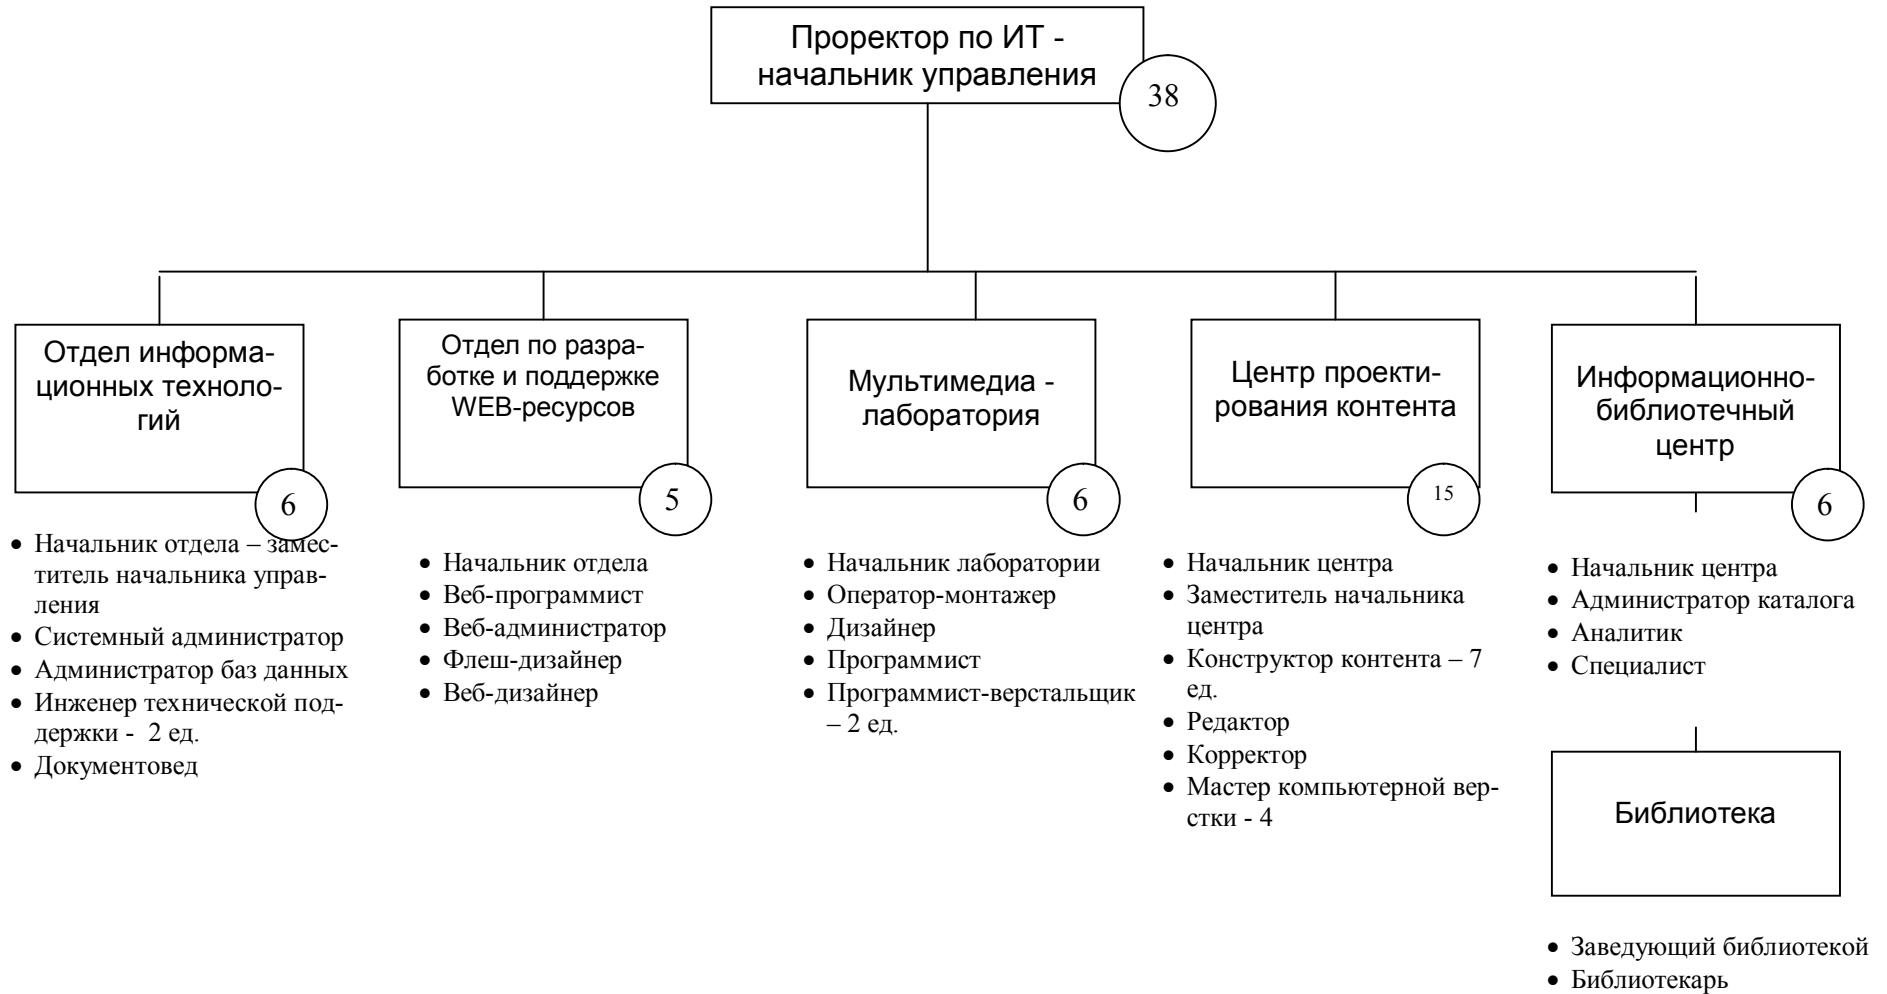 Проректор по ИТ -
начальник управления
38
Отдел информа-
ционных техноло-
гий
6
Отдел по разра-
ботке и поддержке
WEB-ресурсов
5
Мультимедиа -
лаборатория
6
Центр проекти-
рования контента
15
Информационно-
библиотечный
центр
6
• Начальник отдела – замес-
титель начальника управ-
ления
• Системный администратор
• Администратор баз данных
• Инженер технической под-
держки - 2 ед.
• Документовед
• Начальник отдела
• Веб-программист
• Веб-администратор
• Флеш-дизайнер
• Веб-дизайнер
• Начальник лаборатории
• Оператор-монтажер
• Дизайнер
• Программист
• Программист-верстальщик
– 2 ед.
• Начальник центра
• Заместитель начальника
центра
• Конструктор контента – 7
ед.
• Редактор
• Корректор
• Мастер компьютерной вер-
стки - 4
• Начальник центра
• Администратор каталога
• Аналитик
• Специалист
Библиотека
• Заведующий библиотекой
• Библиотекарь